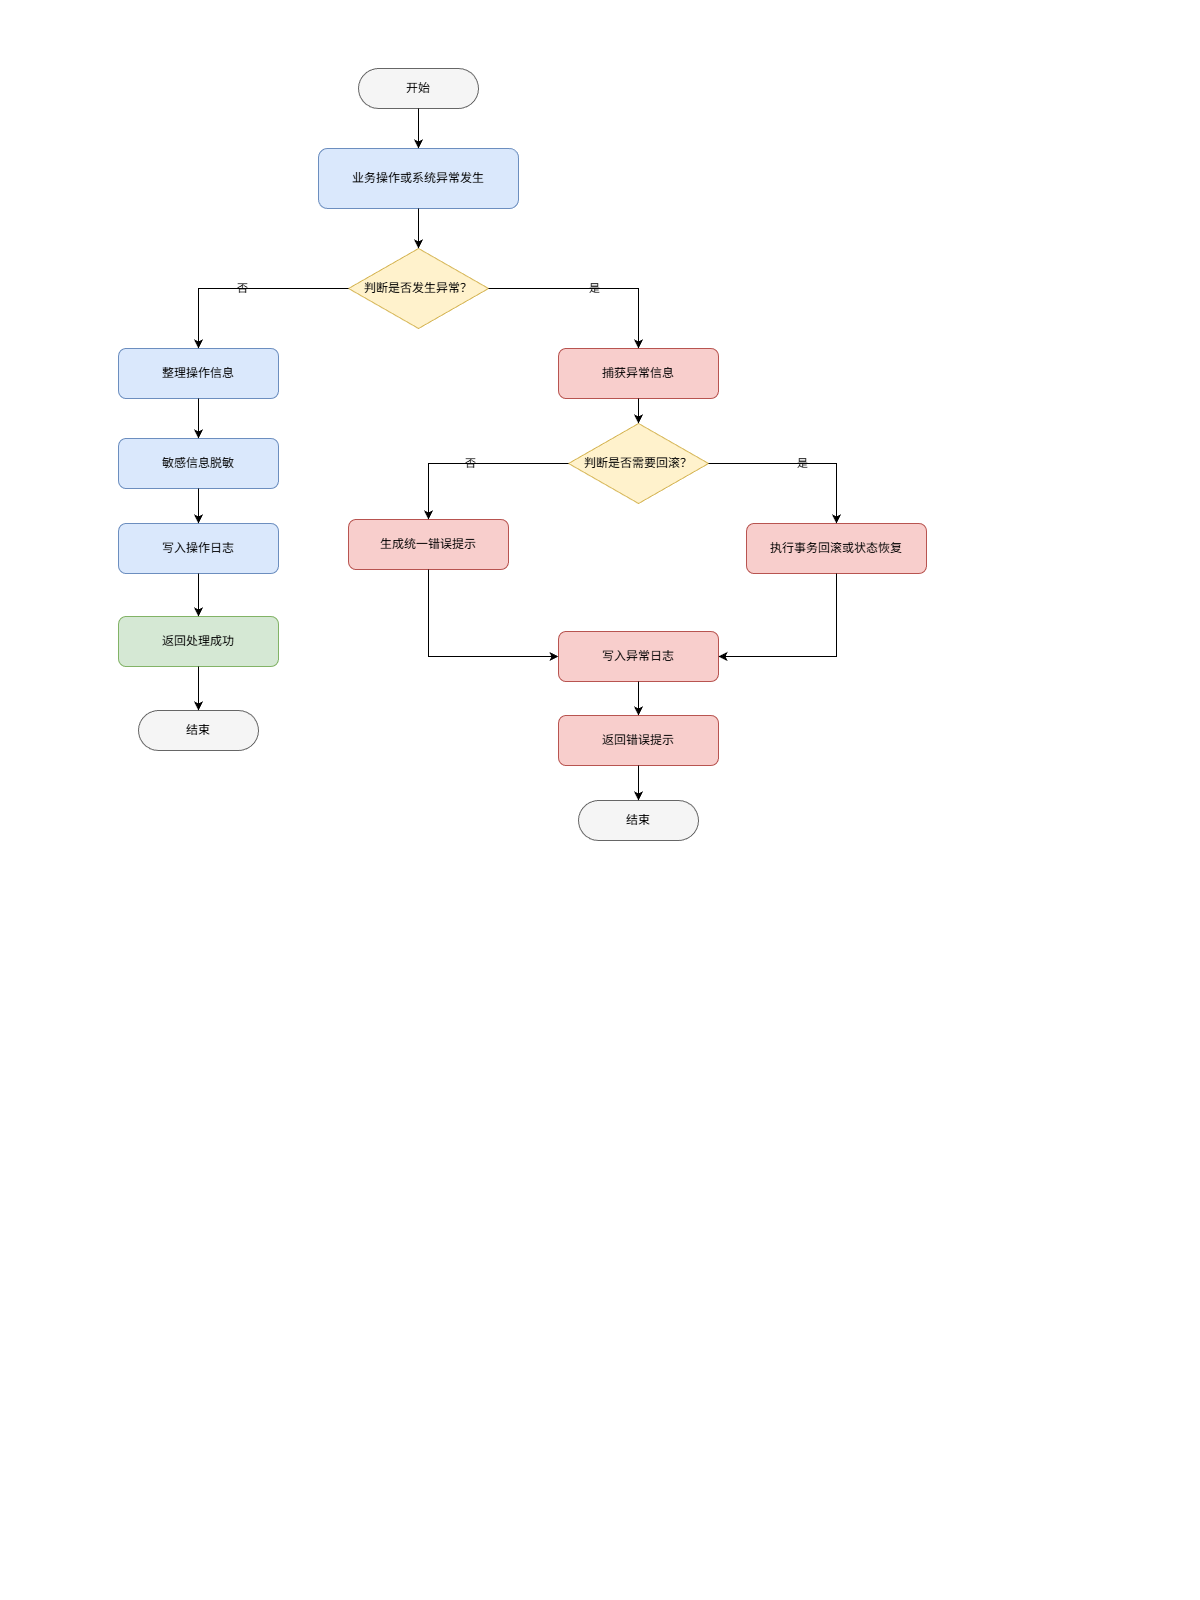 开始
业务操作或系统异常发生
判断是否发生异常？
否
是
整理操作信息
捕获异常信息
敏感信息脱敏
判断是否需要回滚？
否
是
写入操作日志
生成统一错误提示
执行事务回滚或状态恢复
返回处理成功
写入异常日志
结束
返回错误提示
结束